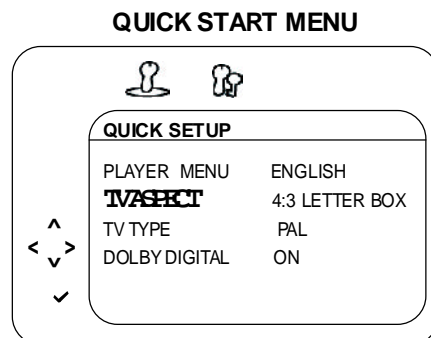 QUICK START MENU
QUICK SETUP
PLAYER MENU ENGLISH
TV ASPECT 4:3 LETTER BOX
TV TYPE PAL
DOLBY DIGITAL ON